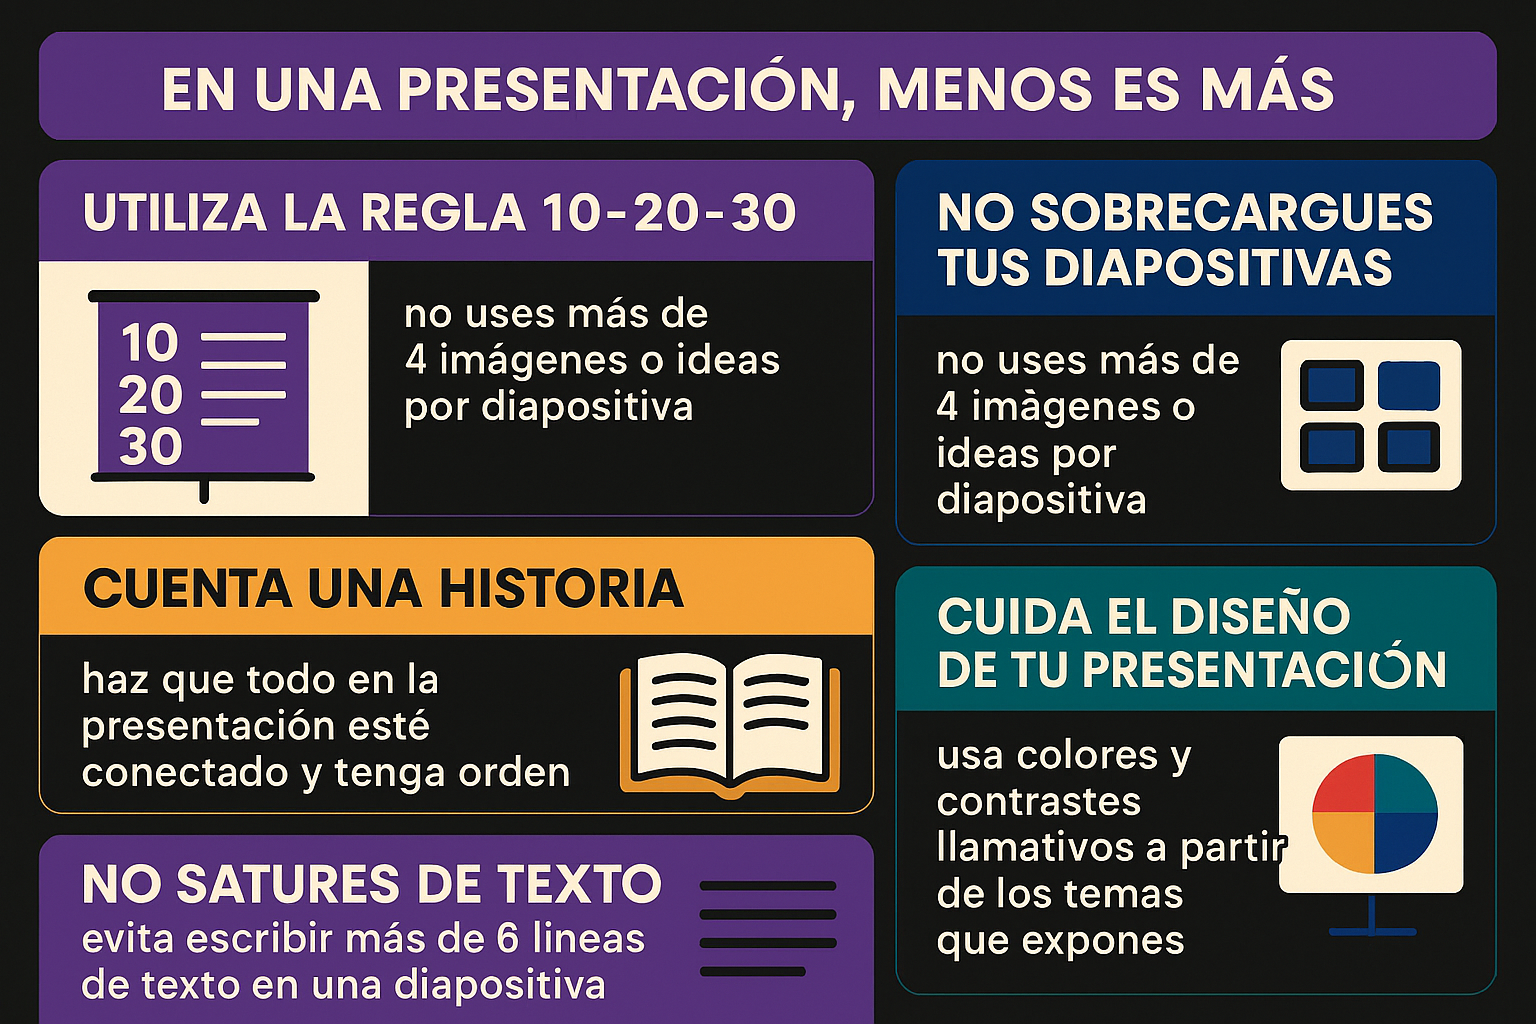 EN UNA PRESENTACIÓN, MENOS ES MÁS
UTILIZA LA REGLA 10-20-30
10
20
30
no uses más de
4 imágenes o ideas
por diapositiva
CUENTA UNA HISTORIA
haz que todo en la
presentación esté
conectado y tenga orden
NO SATURES DE TEXTO
evita escribir más de 6 lineas
de texto en una diapositiva
NO SOBRECARGUES
TUS DIAPOSITIVAS
no uses más de
4 imàgenes o
ideas por
diapositiva
CUIDA EL DISEÑO
DE TU PRESENTACIÓN
usa colores y
contrastes
llamativos a partir
de los temas
que expones